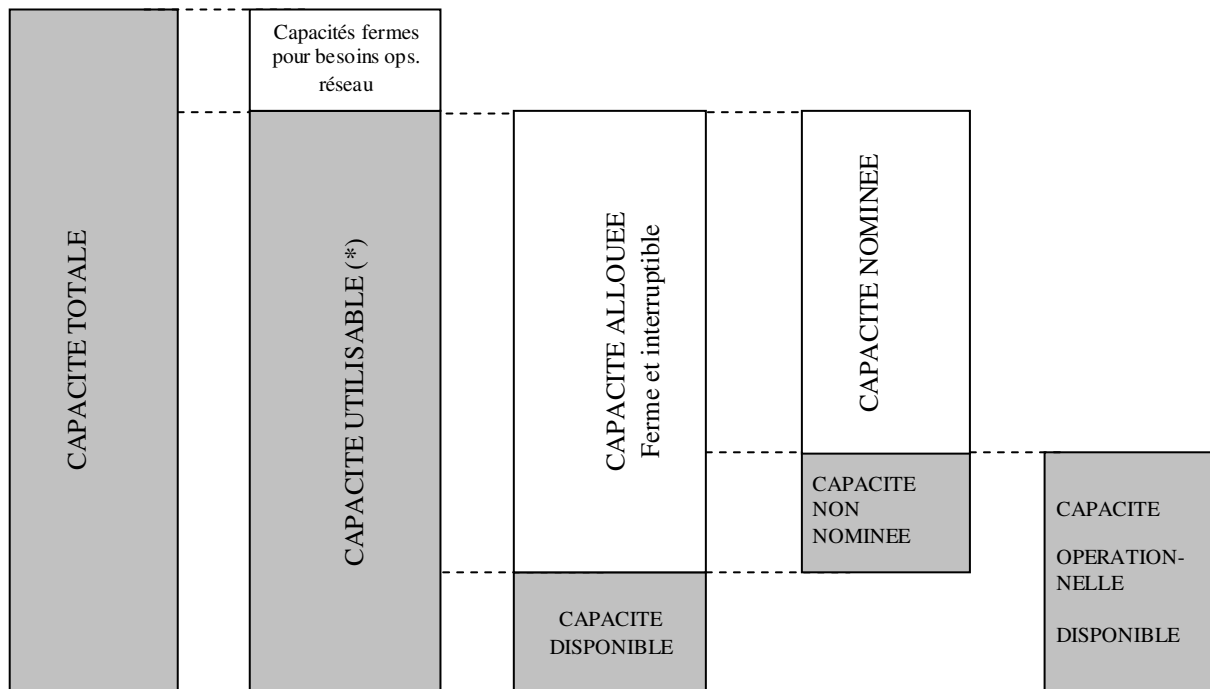 CAPACITE TOTALE
Capacités fermes
pour besoins ops.
réseau
CAPACITE UTILISABLE (*)
CAPACITE ALLOUEE
Ferme et interruptible
CAPACITE
DISPONIBLE
CAPACITE NOMINEE
CAPACITE
NON
NOMINEE
CAPACITE
OPERATION-
NELLE
DISPONIBLE